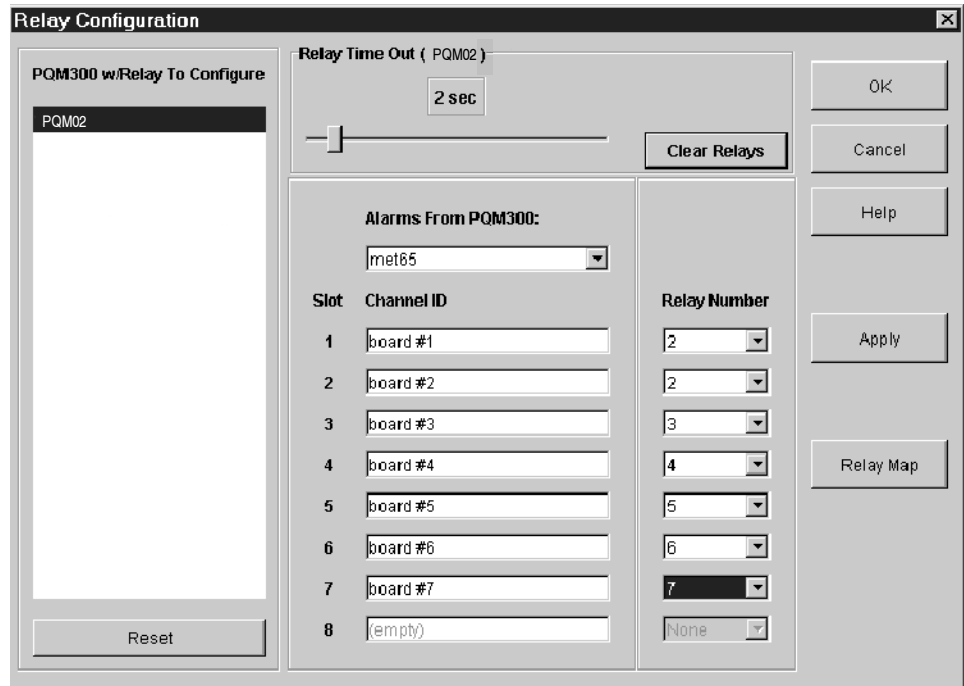 Relay Configuration
PQM300 w/Relay To Configure
PQM02
Reset
Relay Time Out ( PQM02 )
2 sec
Clear Relays
Alarms From PQM300:
met65
Slot Channel ID Relay Number
1 board #1 2
2 board #2 2
3 board #3 3
4 board #4 4
5 board #5 5
6 board #6 6
7 board #7 7
8 (empty) None
OK
Cancel
Help
Apply
Relay Map